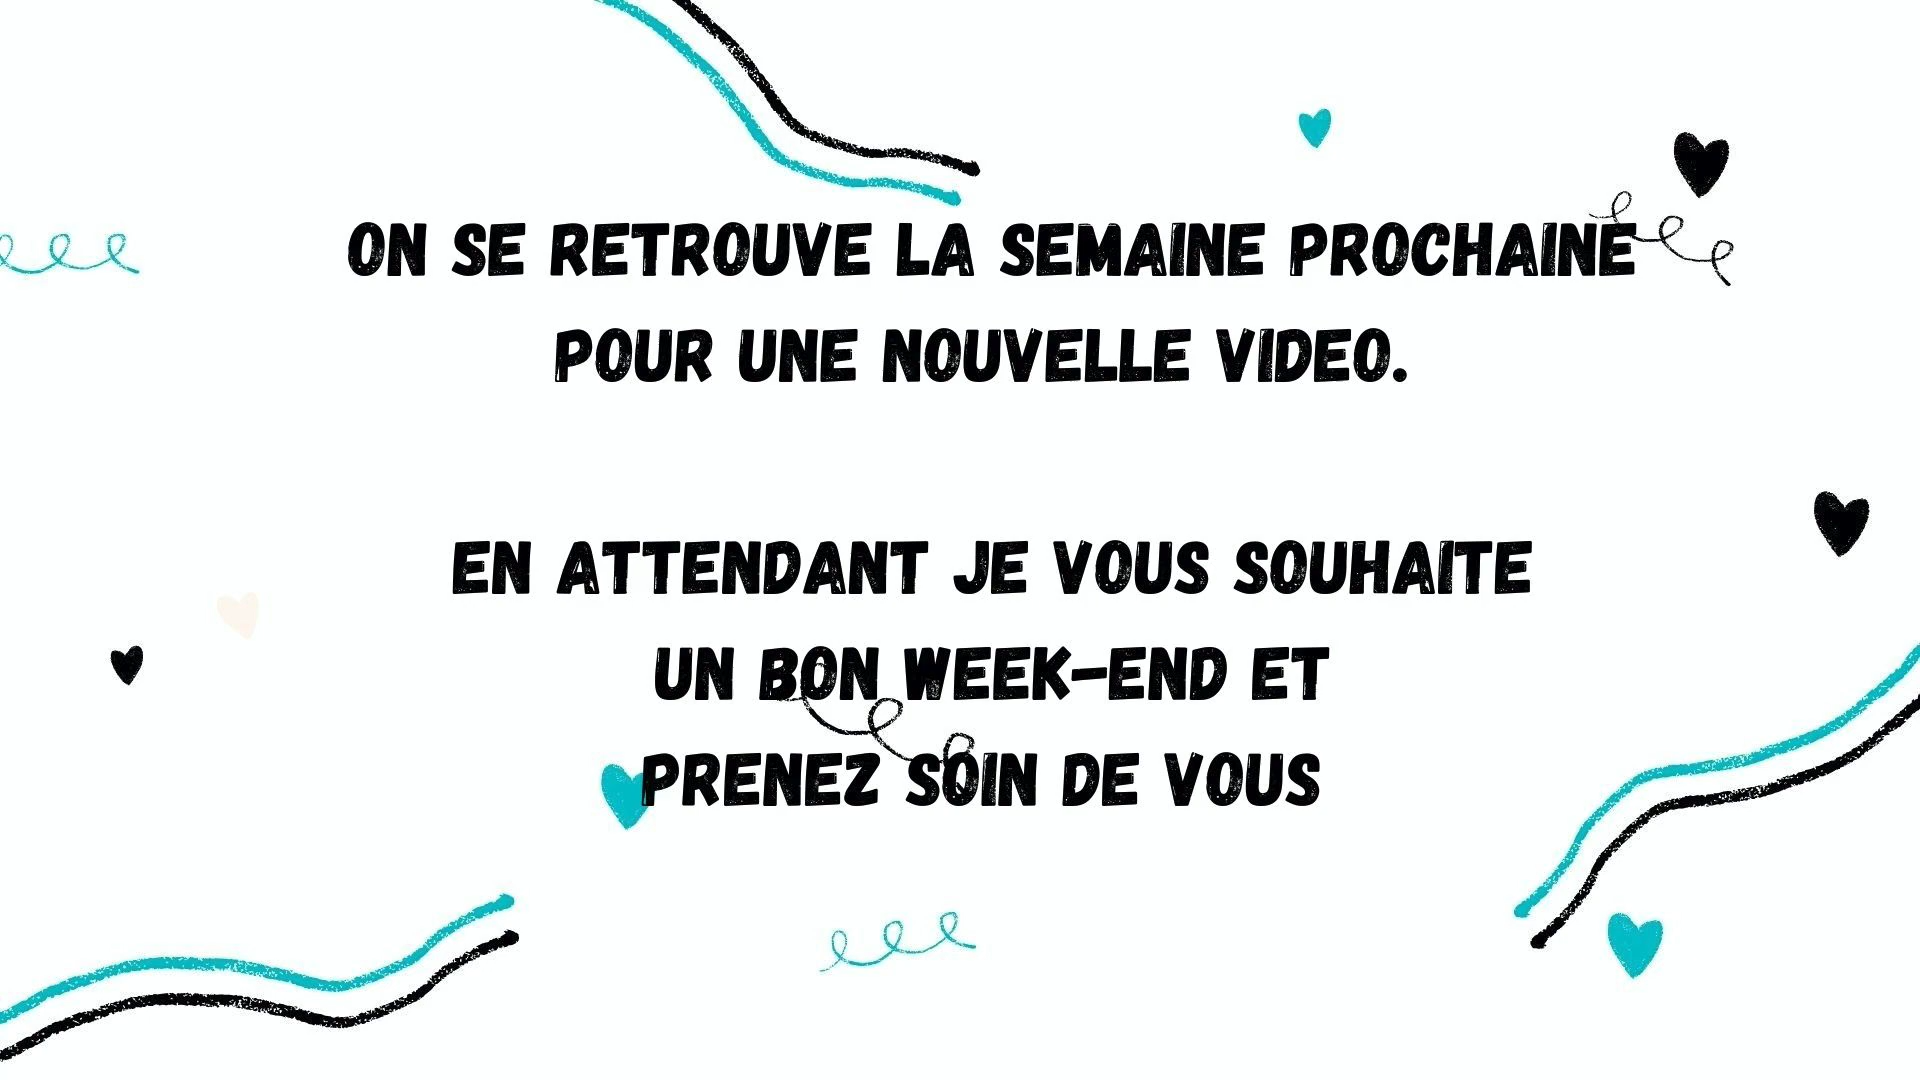 ON SE RETROUVE LA SEMAINE PROCHAINE
POUR UNE NOUVELLE VIDEO.
EN ATTENDANT JE VOUS SOUHAITE
UN BON WEEK-END ET
PRENEZ SOIN DE VOUS